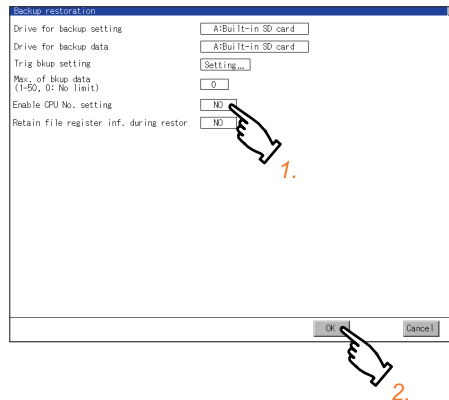 Backup restoration
Drive for backup setting A:Built-in SD card
Drive for backup data A:Built-in SD card
Trig bkup setting Setting...
Max. of bkup data
(1-50, 0: No limit) 0
Enable CPU No. setting NO
Retain file register inf. during restor NO
1.
OK Cancel
2.